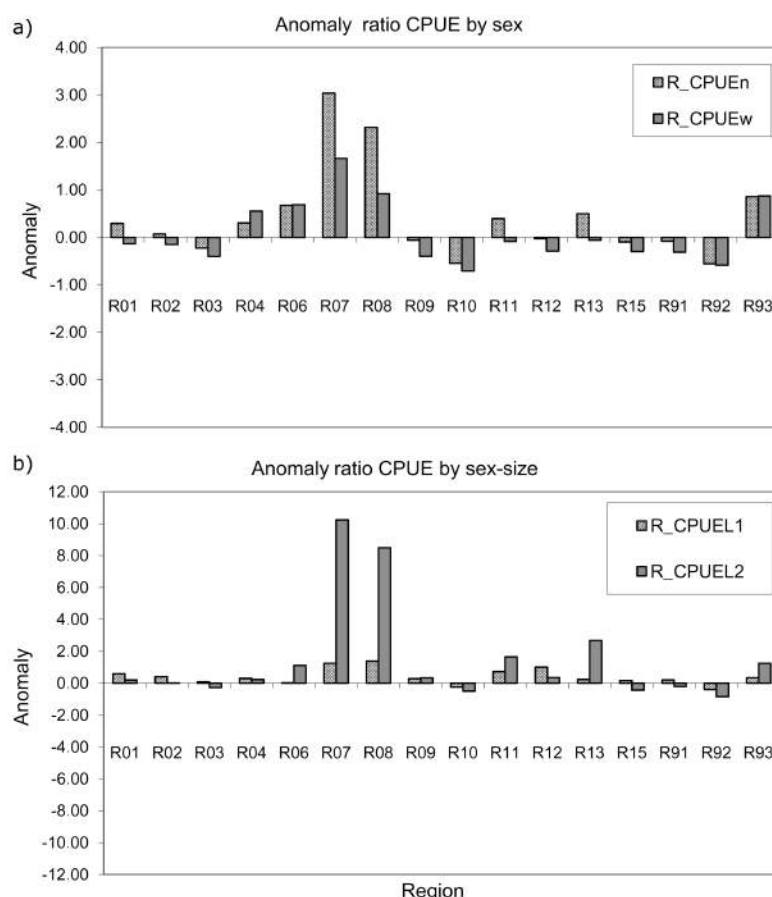 a)
Anomaly ratio CPUE by sex
4.00
3.00
2.00
1.00
0.00
-1.00
-2.00
-3.00
-4.00
Anomaly
R_CPUEn
R_CPUEw
R01 R02 R03 R04 R06 R07 R08 R09 R10 R11 R12 R13 R15 R91 R92 R93
b)
Anomaly ratio CPUE by sex-size
12.00
10.00
8.00
6.00
4.00
2.00
0.00
-2.00
-4.00
-6.00
-8.00
-10.00
-12.00
Anomaly
R_CPUEL1
R_CPUEL2
R01 R02 R03 R04 R06 R07 R08 R09 R10 R11 R12 R13 R15 R91 R92 R93
Region